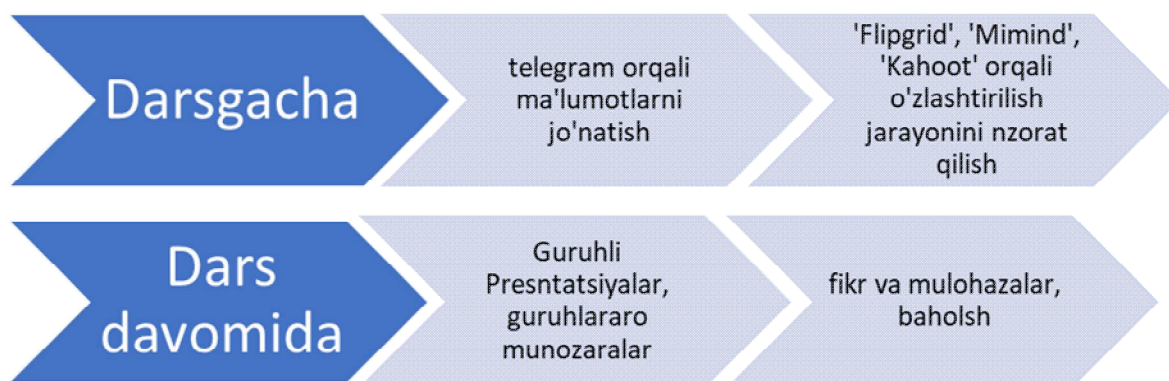 Darsgacha
telegram orqali
ma'lumotlarni
jo'natish
'Flipgrid', 'Mimind',
'Kahoot' orqali
o'zlashtirilish
jarayonini nzorat
qilish
Dars
davomida
Guruhli
Presntatsiyalar,
guruhlararo
munozaralar
fikr va mulohazalar,
baholsh